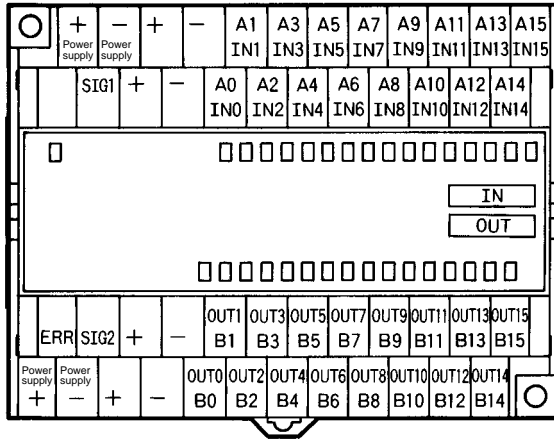 + − + − A1 A3 A5 A7 A9 A11 A13 A15
Power supply Power supply IN1 IN3 IN5 IN7 IN9 IN11 IN13 IN15
SIG1 + − A0 A2 A4 A6 A8 A10 A12 A14
IN0 IN2 IN4 IN6 IN8 IN10 IN12 IN14
IN
OUT
OUT1 OUT3 OUT5 OUT7 OUT9 OUT11 OUT13 OUT15
ERR SIG2 + − B1 B3 B5 B7 B9 B11 B13 B15
Power supply Power supply OUT0 OUT2 OUT4 OUT6 OUT8 OUT10 OUT12 OUT14
+ − + − B0 B2 B4 B6 B8 B10 B12 B14